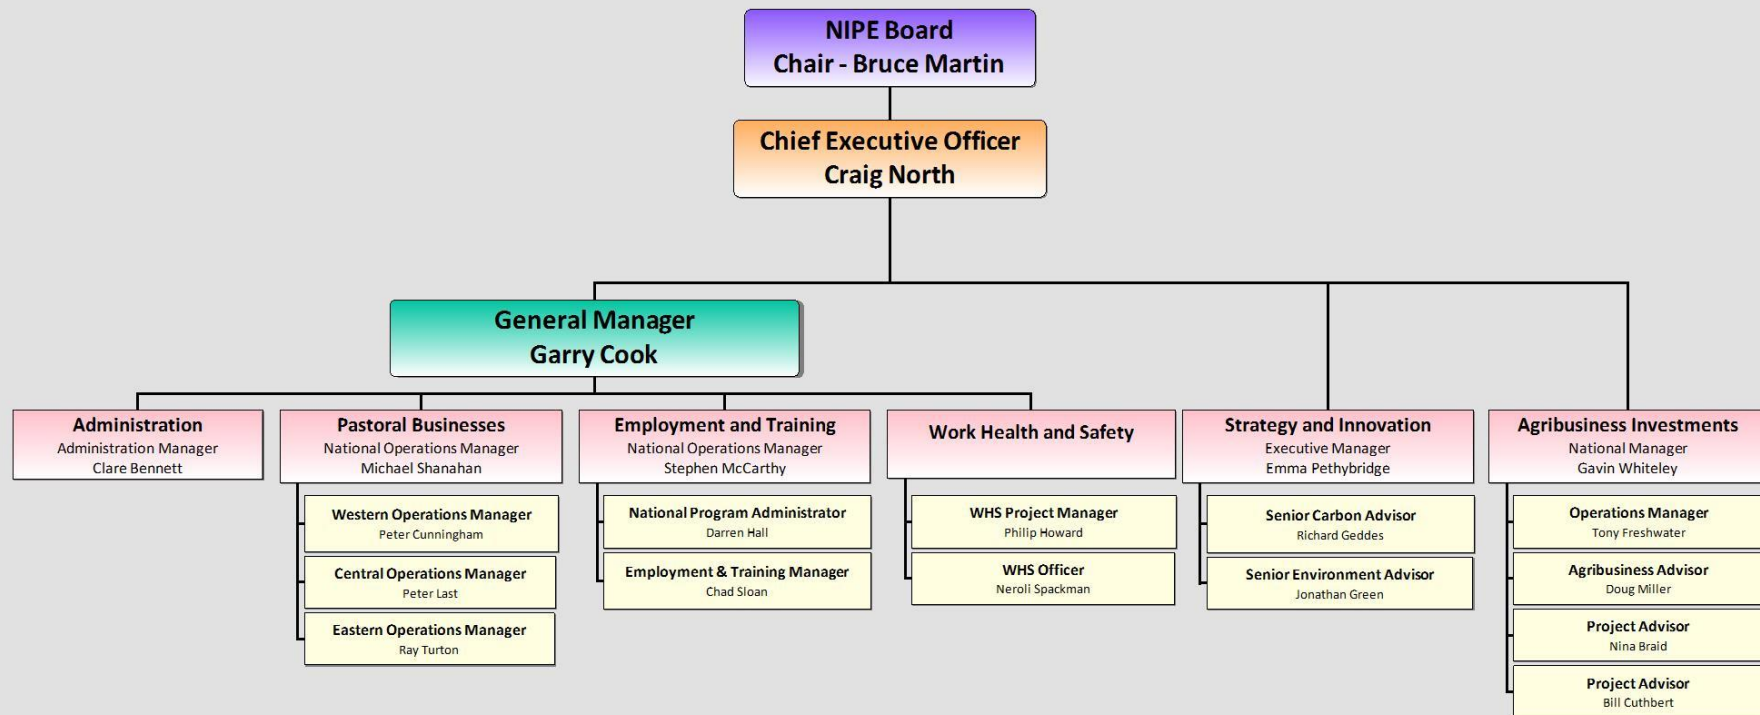 NIPE Board
Chair - Bruce Martin
Chief Executive Officer
Craig North
General Manager
Garry Cook
Administration
Administration Manager
Clare Bennett
Pastoral Businesses
National Operations Manager
Michael Shanahan
Western Operations Manager
Peter Cunningham
Central Operations Manager
Peter Last
Eastern Operations Manager
Ray Turton
Employment and Training
National Operations Manager
Stephen McCarthy
National Program Administrator
Darren Hall
Employment & Training Manager
Chad Sloan
Work Health and Safety
WHS Project Manager
Philip Howard
WHS Officer
Neroli Spackman
Strategy and Innovation
Executive Manager
Emma Pethybridge
Senior Carbon Advisor
Richard Geddes
Senior Environment Advisor
Jonathan Green
Agribusiness Investments
National Manager
Gavin Whiteley
Operations Manager
Tony Freshwater
Agribusiness Advisor
Doug Miller
Project Advisor
Nina Braid
Project Advisor
Bill Cuthbert